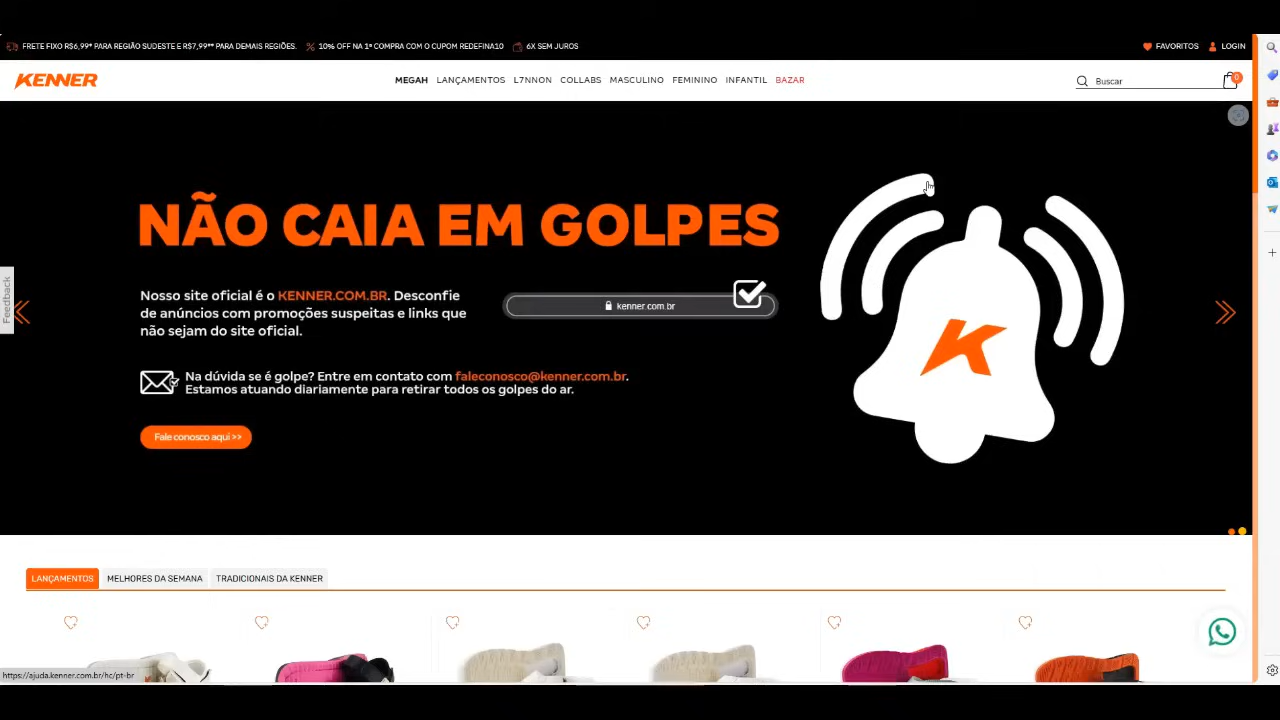 FRETE FIXO R$6,99* PARA REGIÃO SUDESTE E R$7,99** PARA DEMAIS REGIÕES. 10% OFF NA 1ª COMPRA COM O CUPOM REDEFINA10 6X SEM JUROS FAVORITOS LOGIN
KENNER MEGAH LANÇAMENTOS L7NNON COLLABS MASCULINO FEMININO INFANTIL BAZAR Buscar 0
NÃO CAIA EM GOLPES
Nosso site oficial é o KENNER.COM.BR. Desconfie
de anúncios com promoções suspeitas e links que
não sejam do site oficial.
kenner.com.br
Na dúvida se é golpe? Entre em contato com faleconosco@kenner.com.br.
Estamos atuando diariamente para retirar todos os golpes do ar.
Fale conosco aqui >>
K
Feedback
LANÇAMENTOS MELHORES DA SEMANA TRADICIONAIS DA KENNER
https://ajuda.kenner.com.br/hc/pt-br